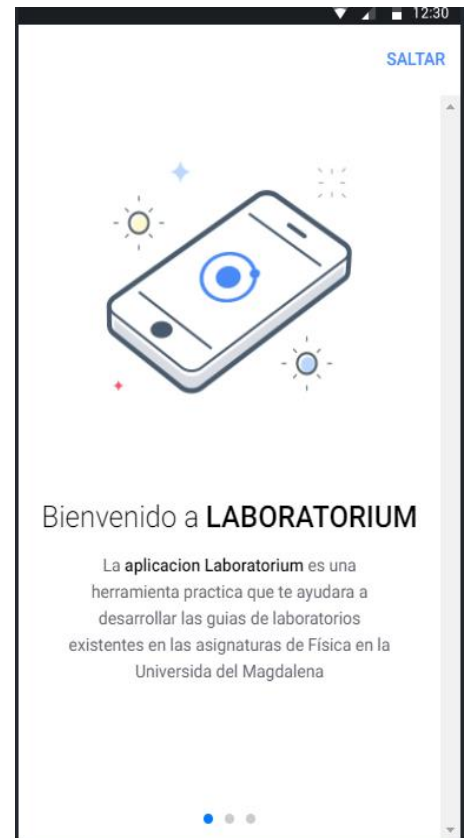 12:30
SALTAR
Bienvenido a LABORATORIUM
La aplicacion Laboratorium es una
herramienta practica que te ayudara a
desarrollar las guias de laboratorios
existentes en las asignaturas de Física en la
Universida del Magdalena